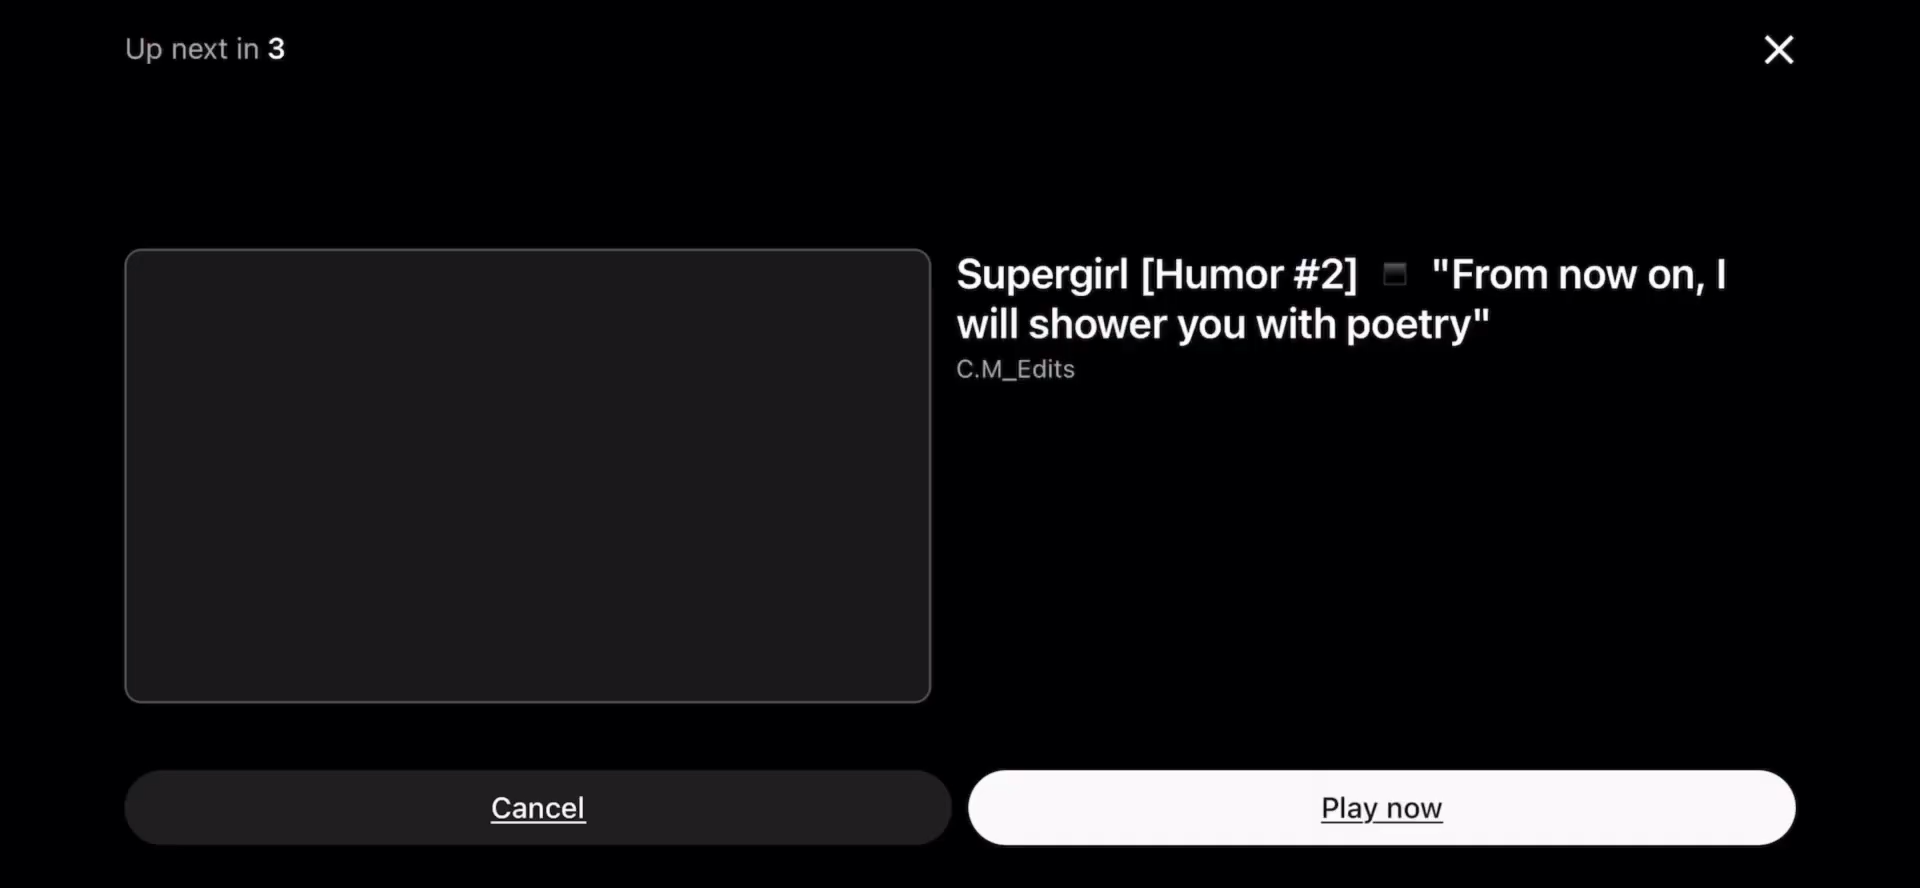 Up next in 3
Supergirl [Humor #2] ▪️ "From now on, I
will shower you with poetry"
C.M_Edits
Cancel
Play now